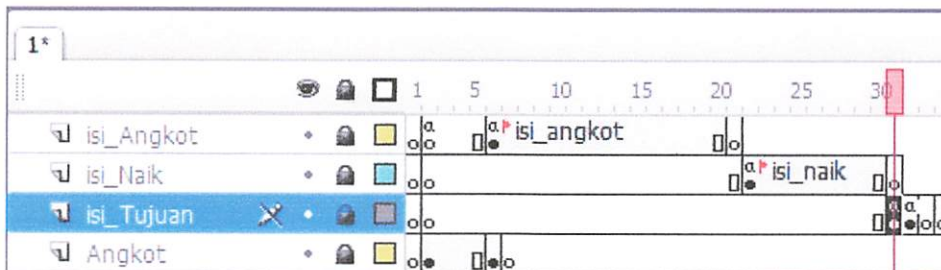 1*
1 5 10 15 20 25 30
isi_Angkot a a isi_angkot
isi_Naik a isi_naik
isi_Tujuan a a
Angkot